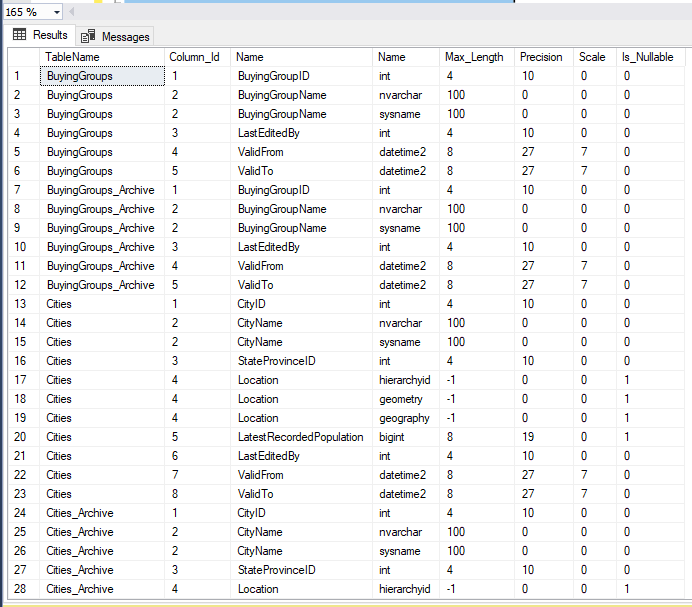 165 %
Results Messages
TableName Column_Id Name Name Max_Length Precision Scale Is_Nullable
1 BuyingGroups 1 BuyingGroupID int 4 10 0 0
2 BuyingGroups 2 BuyingGroupName nvarchar 100 0 0 0
3 BuyingGroups 2 BuyingGroupName sysname 100 0 0 0
4 BuyingGroups 3 LastEditedBy int 4 10 0 0
5 BuyingGroups 4 ValidFrom datetime2 8 27 7 0
6 BuyingGroups 5 ValidTo datetime2 8 27 7 0
7 BuyingGroups_Archive 1 BuyingGroupID int 4 10 0 0
8 BuyingGroups_Archive 2 BuyingGroupName nvarchar 100 0 0 0
9 BuyingGroups_Archive 2 BuyingGroupName sysname 100 0 0 0
10 BuyingGroups_Archive 3 LastEditedBy int 4 10 0 0
11 BuyingGroups_Archive 4 ValidFrom datetime2 8 27 7 0
12 BuyingGroups_Archive 5 ValidTo datetime2 8 27 7 0
13 Cities 1 CityID int 4 10 0 0
14 Cities 2 CityName nvarchar 100 0 0 0
15 Cities 2 CityName sysname 100 0 0 0
16 Cities 3 StateProvinceID int 4 10 0 0
17 Cities 4 Location hierarchyid -1 0 0 1
18 Cities 4 Location geometry -1 0 0 1
19 Cities 4 Location geography -1 0 0 1
20 Cities 5 LatestRecordedPopulation bigint 8 19 0 1
21 Cities 6 LastEditedBy int 4 10 0 0
22 Cities 7 ValidFrom datetime2 8 27 7 0
23 Cities 8 ValidTo datetime2 8 27 7 0
24 Cities_Archive 1 CityID int 4 10 0 0
25 Cities_Archive 2 CityName nvarchar 100 0 0 0
26 Cities_Archive 2 CityName sysname 100 0 0 0
27 Cities_Archive 3 StateProvinceID int 4 10 0 0
28 Cities_Archive 4 Location hierarchyid -1 0 0 1